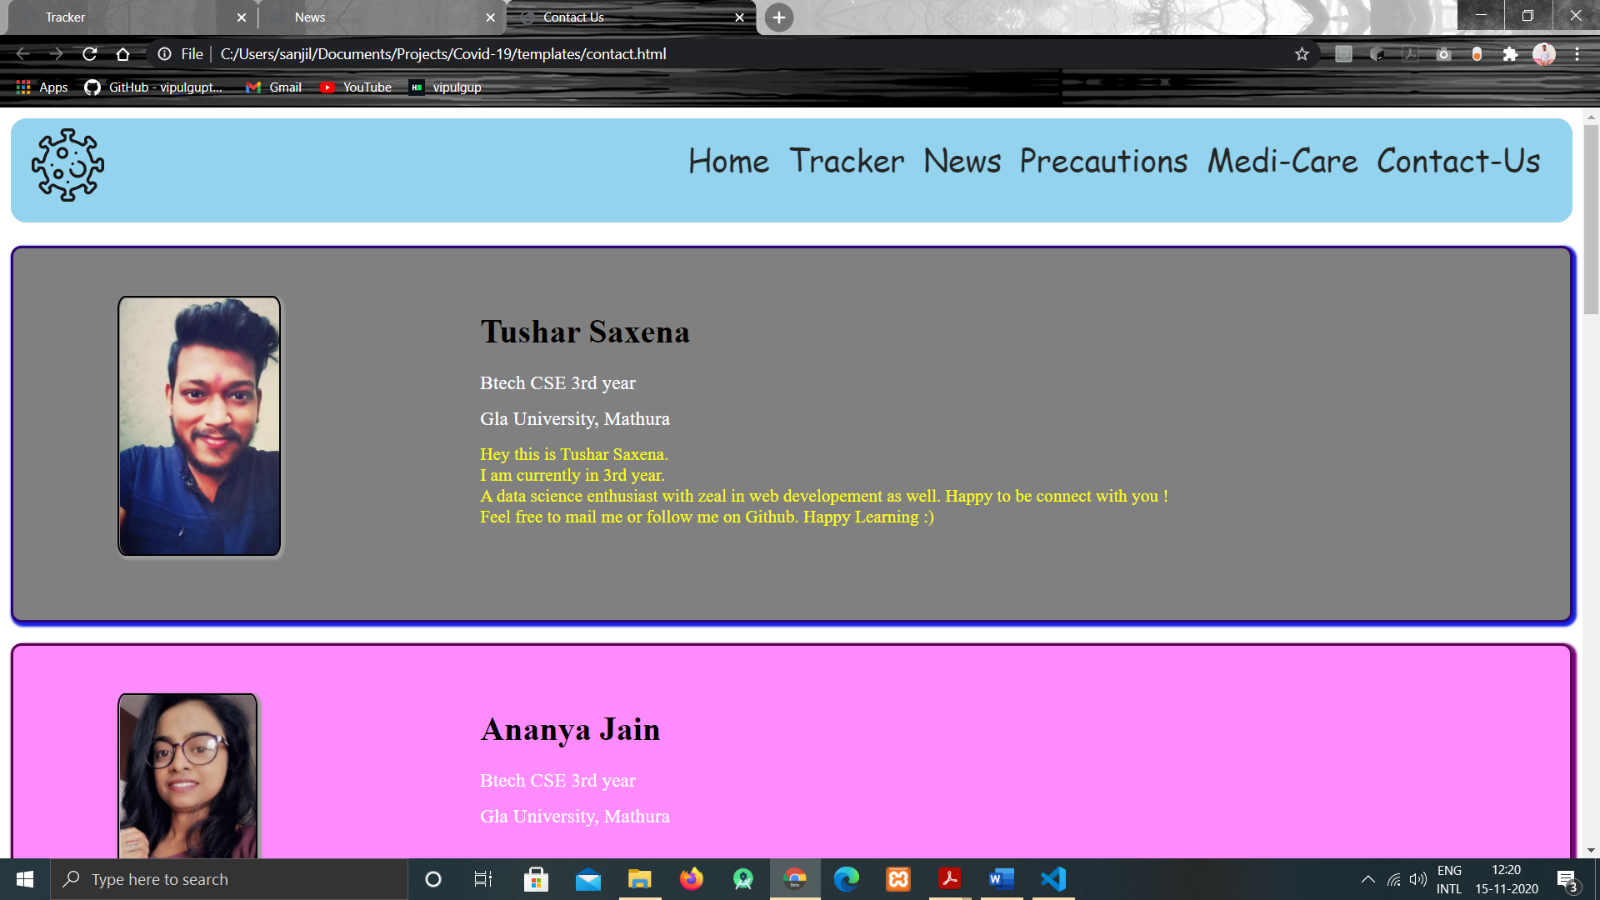 Tracker
News
Contact Us
File
C:/Users/sanjil/Documents/Projects/Covid-19/templates/contact.html
Apps
GitHub - vipulgupt...
Gmail
YouTube
vipulgup
Home Tracker News Precautions Medi-Care Contact-Us
Tushar Saxena
Btech CSE 3rd year
Gla University, Mathura
Hey this is Tushar Saxena.
I am currently in 3rd year.
A data science enthusiast with zeal in web developement as well. Happy to be connect with you !
Feel free to mail me or follow me on Github. Happy Learning :)
Ananya Jain
Btech CSE 3rd year
Gla University, Mathura
Type here to search
ENG
INTL
12:20
15-11-2020
3